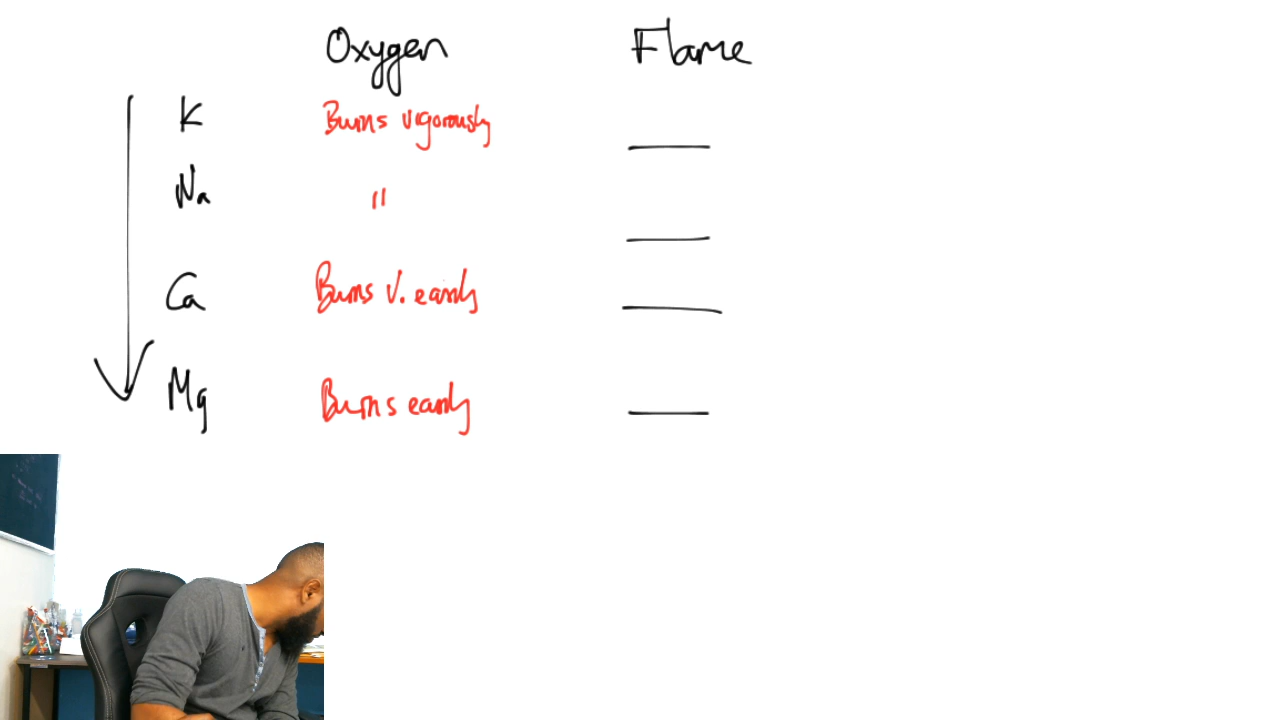 Oxygen Flame
K Burns vigorously
Na "
Ca Burns V. easily
Mg Burns easily